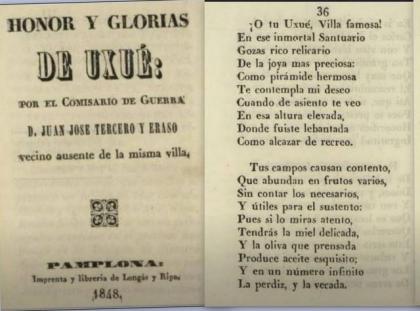 HONOR Y GLORIAS
DE UXUÉ:
POR EL COMISARIO DE GUERRA
D. JUAN JOSE TERCERO Y ERASO
vecino ausente de la misma villa,
PAMPLONA:
Imprenta y libreria de Longás y Ripa.
1848,
36
¡O tu Uxué, Villa famosa!
En ese inmortal Santuario
Gozas rico relicario
De la joya mas preciosa:
Como pirámide hermosa
Te contempla mi deseo
Cuando de asiento te veo
En esa altura elevada,
Donde fuiste lebantada
Como alcazar de recreo.
Tus campos causan contento,
Que abundan en frutos varios,
Sin contar los necesarios,
Y útiles para el sustento:
Pues si lo miras atento,
Tendrás la miel delicada,
Y la oliva que prensada
Produce aceite esquisito;
Y en un número infinito
La perdiz, y la vecada.